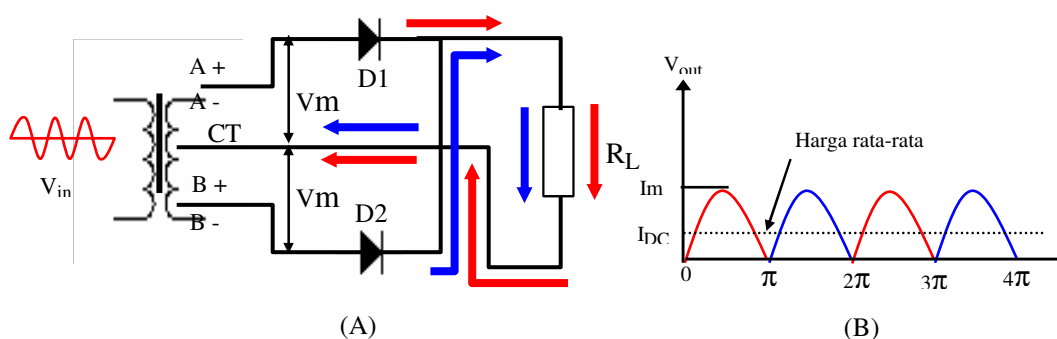 A +
A -
D1
Vm
CT
V_in
B +
B -
Vm
D2
R_L
(A)
V_out
Harga rata-rata
Im
I_DC
0
π
2π
3π
4π
(B)